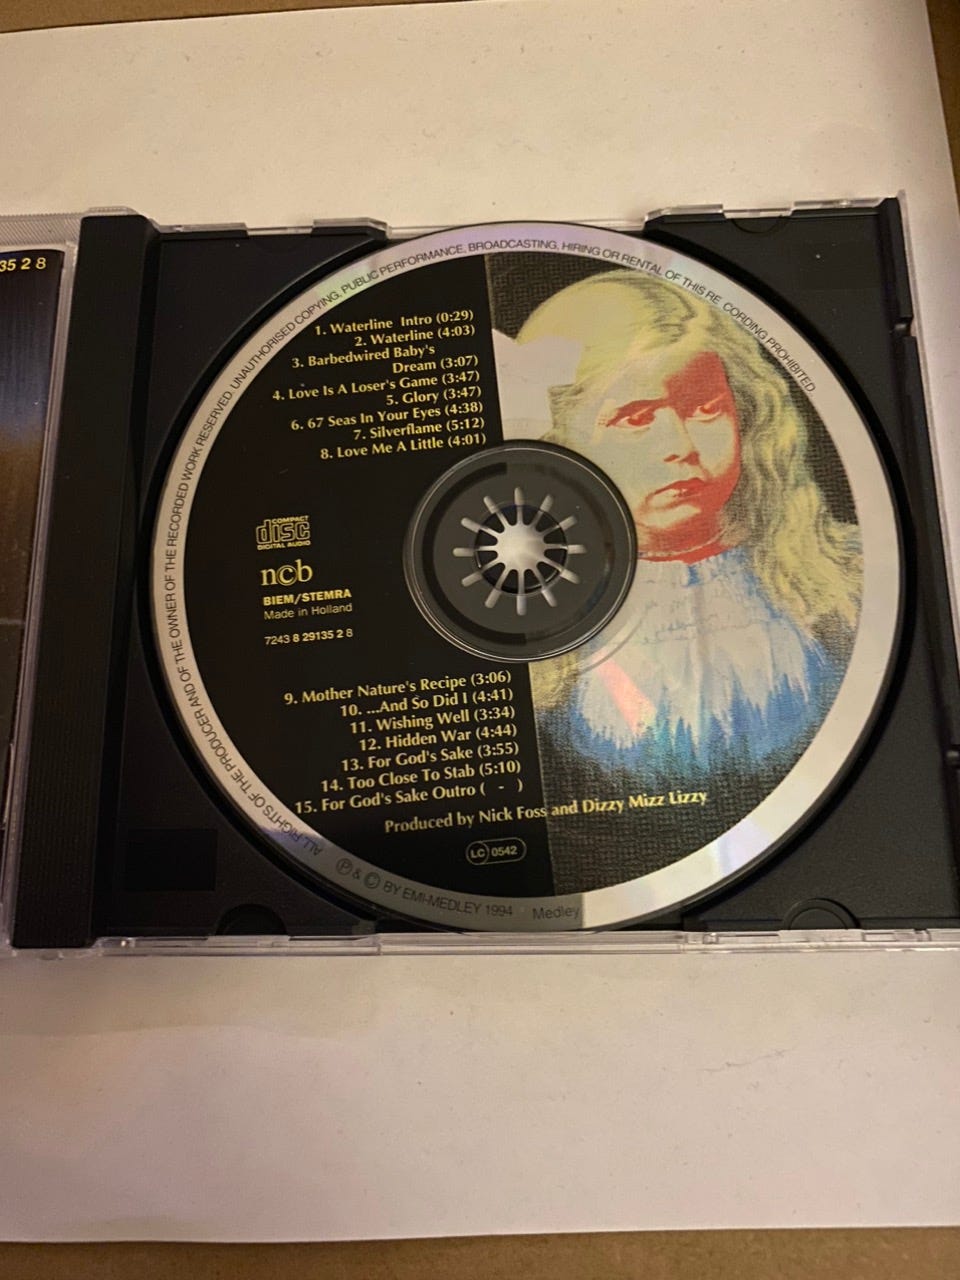 35 2 8
ALL RIGHTS OF THE PRODUCER AND OF THE OWNER OF THE RECORDED WORK RESERVED. UNAUTHORISED COPYING, PUBLIC PERFORMANCE, BROADCASTING, HIRING OR RENTAL OF THIS RE CORDING PROHIBITED
1. Waterline Intro (0:29)
2. Waterline (4:03)
3. Barbedwired Baby's
Dream (3:07)
4. Love Is A Loser's Game (3:47)
5. Glory (3:47)
6. 67 Seas In Your Eyes (4:38)
7. Silverflame (5:12)
8. Love Me A Little (4:01)
COMPACT
disc
DIGITAL AUDIO
ncb
BIEM/STEMRA
Made in Holland
7243 8 29135 2 8
9. Mother Nature's Recipe (3:06)
10. ...And So Did I (4:41)
11. Wishing Well (3:34)
12. Hidden War (4:44)
13. For God's Sake (3:55)
14. Too Close To Stab (5:10)
15. For God's Sake Outro ( - )
Produced by Nick Foss and Dizzy Mizz Lizzy
LC 0542
Ⓟ & © BY EMI-MEDLEY 1994
Medley